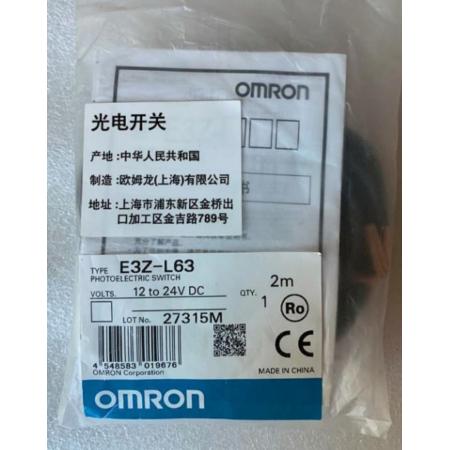 OMRON
光电开关
产地:中华人民共和国
制造:欧姆龙(上海)有限公司
地址:上海市浦东新区金桥出
口加工区金吉路789号
书
TYPE E3Z-L63 2m
PHOTOELECTRIC SWITCH
VOLTS. 12 to 24V DC QTY. 1
LOT No. 27315M
Ro
4 548583 019676
OMRON Corporation
CE
MADE IN CHINA
OMRON